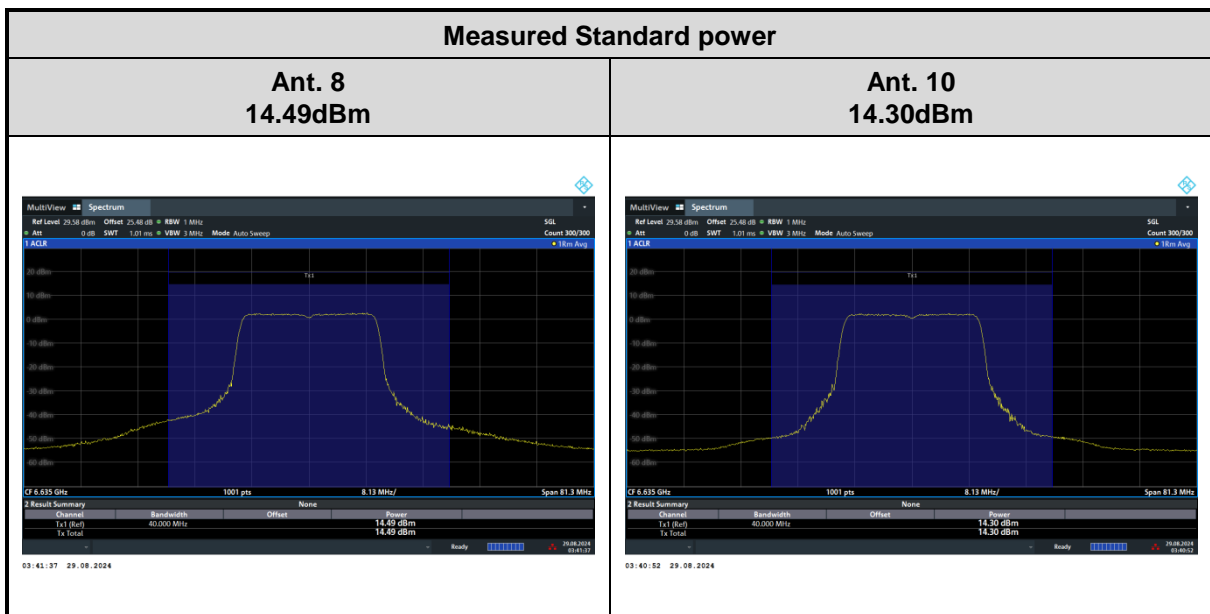 Measured Standard power
Ant. 8
14.49dBm
Ant. 10
14.30dBm
MultiView Spectrum
Ref Level 29.58 dBm Offset 25.48 dB RBW 1 MHz SGL
Att 0 dB SWT 1.01 ms VBW 3 MHz Mode Auto Sweep Count 300/300
1 ACLR 1Rm Avg
Tx1
20 dBm
10 dBm
0 dBm
-10 dBm
-20 dBm
-30 dBm
-40 dBm
-50 dBm
-60 dBm
CF 6.635 GHz 1001 pts 8.13 MHz/ Span 81.3 MHz
2 Result Summary None
Channel Bandwidth Offset Power
Tx1 (Ref) 40.000 MHz 14.49 dBm
Tx Total 14.49 dBm
Ready 29.08.2024
03:41:37
03:41:37 29.08.2024
MultiView Spectrum
Ref Level 29.58 dBm Offset 25.48 dB RBW 1 MHz SGL
Att 0 dB SWT 1.01 ms VBW 3 MHz Mode Auto Sweep Count 300/300
1 ACLR 1Rm Avg
Tx1
20 dBm
10 dBm
0 dBm
-10 dBm
-20 dBm
-30 dBm
-40 dBm
-50 dBm
-60 dBm
CF 6.635 GHz 1001 pts 8.13 MHz/ Span 81.3 MHz
2 Result Summary None
Channel Bandwidth Offset Power
Tx1 (Ref) 40.000 MHz 14.30 dBm
Tx Total 14.30 dBm
Ready 29.08.2024
03:40:52
03:40:52 29.08.2024